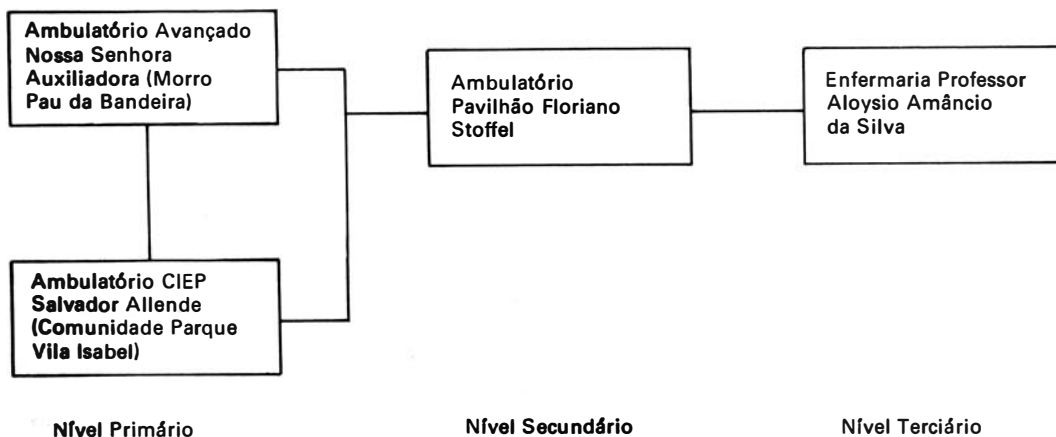 Ambulatório Avançado
Nossa Senhora
Auxiliadora (Morro
Pau da Bandeira)
Ambulatório CIEP
Salvador Allende
(Comunidade Parque
Vila Isabel)
Ambulatório
Pavilhão Floriano
Stoffel
Enfermaria Professor
Aloysio Amâncio
da Silva
Nível Primário
Nível Secundário
Nível Terciário